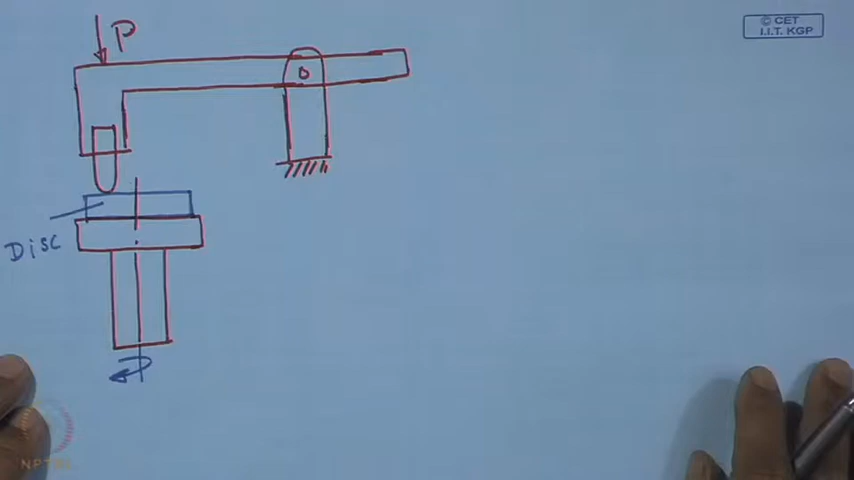 P
© CET
I.I.T. KGP
Disc
NPTEL